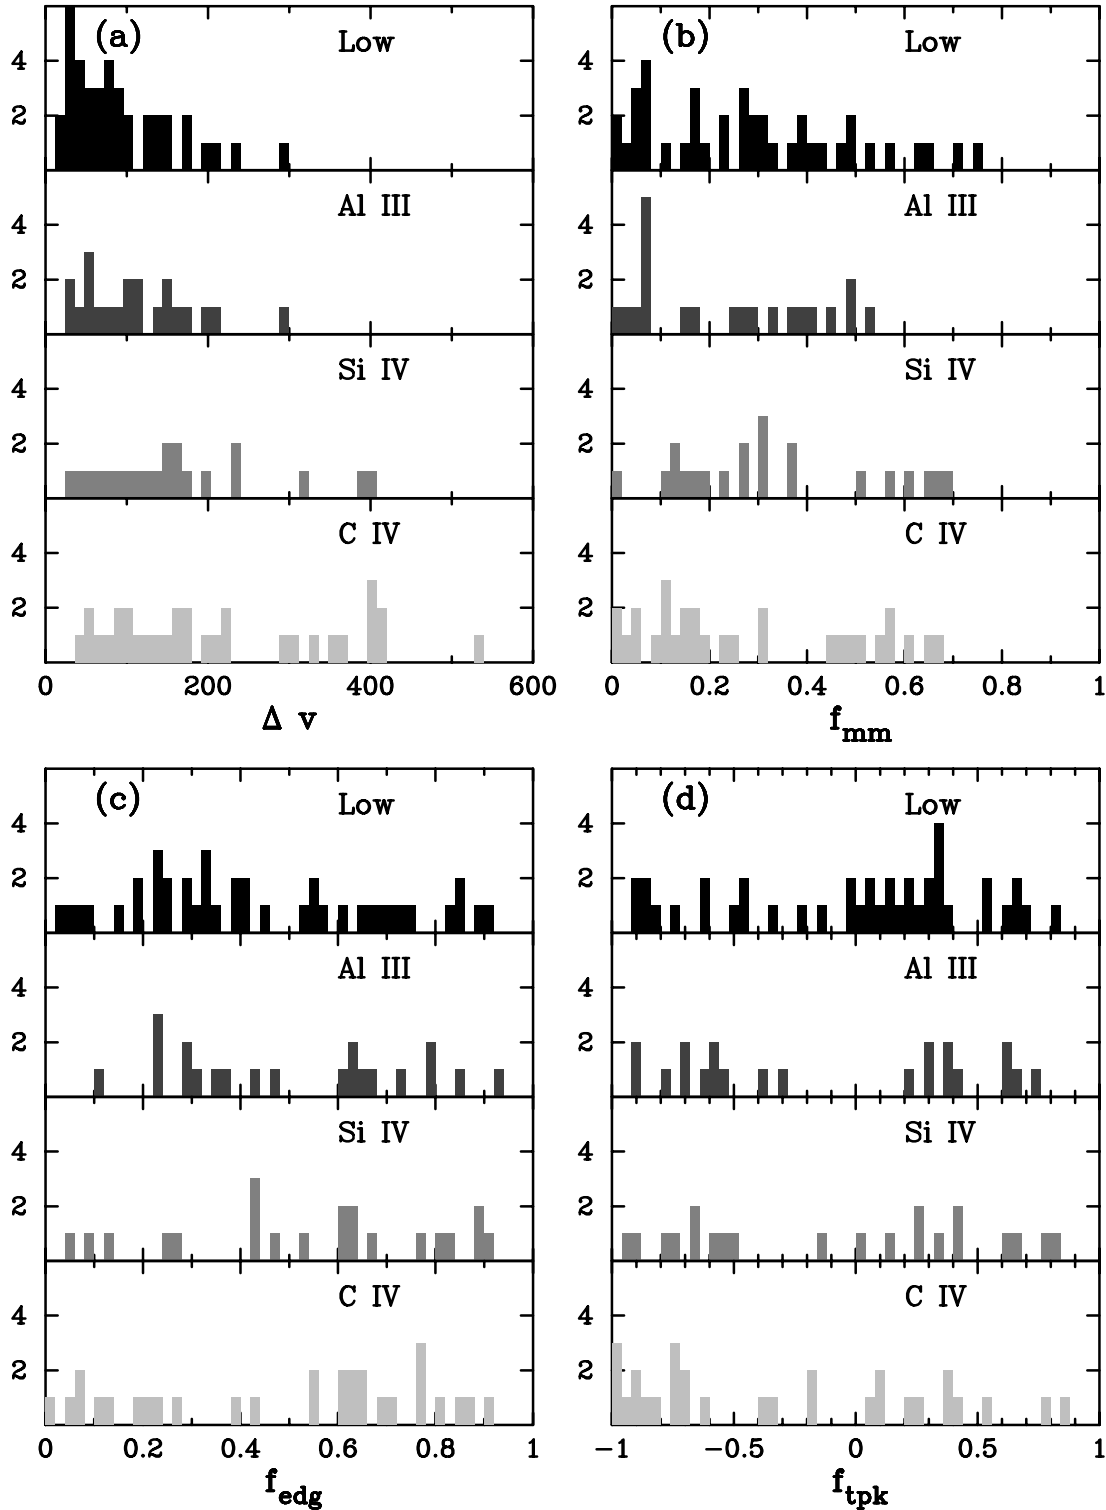 (a) Low (b) Low
4 4
2 2
Al III Al III
4 4
2 2
Si IV Si IV
4 4
2 2
C IV C IV
4 4
2 2
0 200 400 600 0 0.2 0.4 0.6 0.8 1
Δ v f_mm
(c) Low (d) Low
4 4
2 2
Al III Al III
4 4
2 2
Si IV Si IV
4 4
2 2
C IV C IV
4 4
2 2
0 0.2 0.4 0.6 0.8 1 −1 −0.5 0 0.5 1
f_edg f_tpk